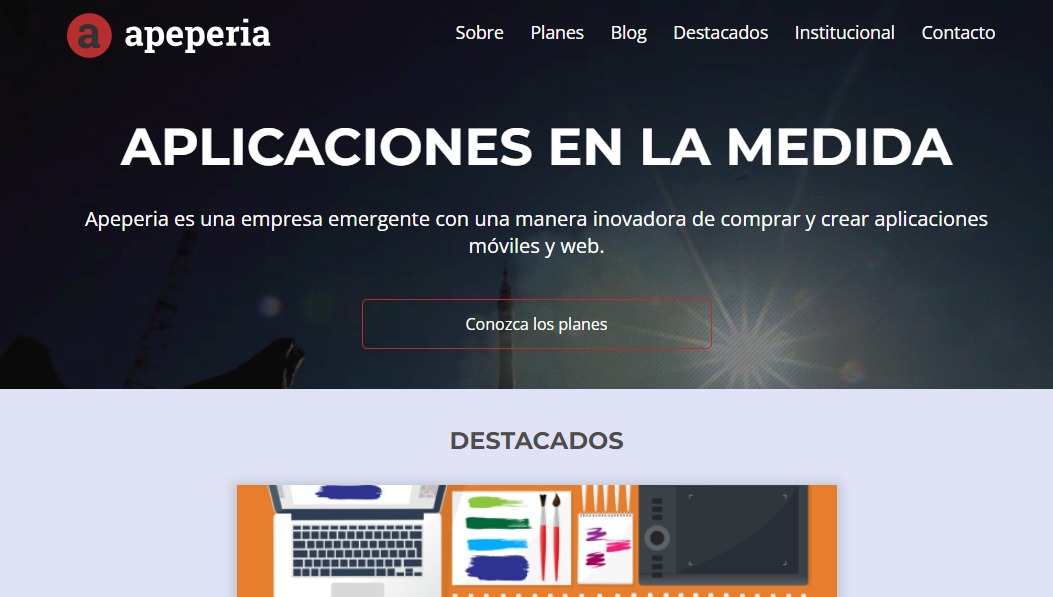 a apeperia
Sobre Planes Blog Destacados Institucional Contacto
APLICACIONES EN LA MEDIDA
Apeperia es una empresa emergente con una manera inovadora de comprar y crear aplicaciones
móviles y web.
Conozca los planes
DESTACADOS